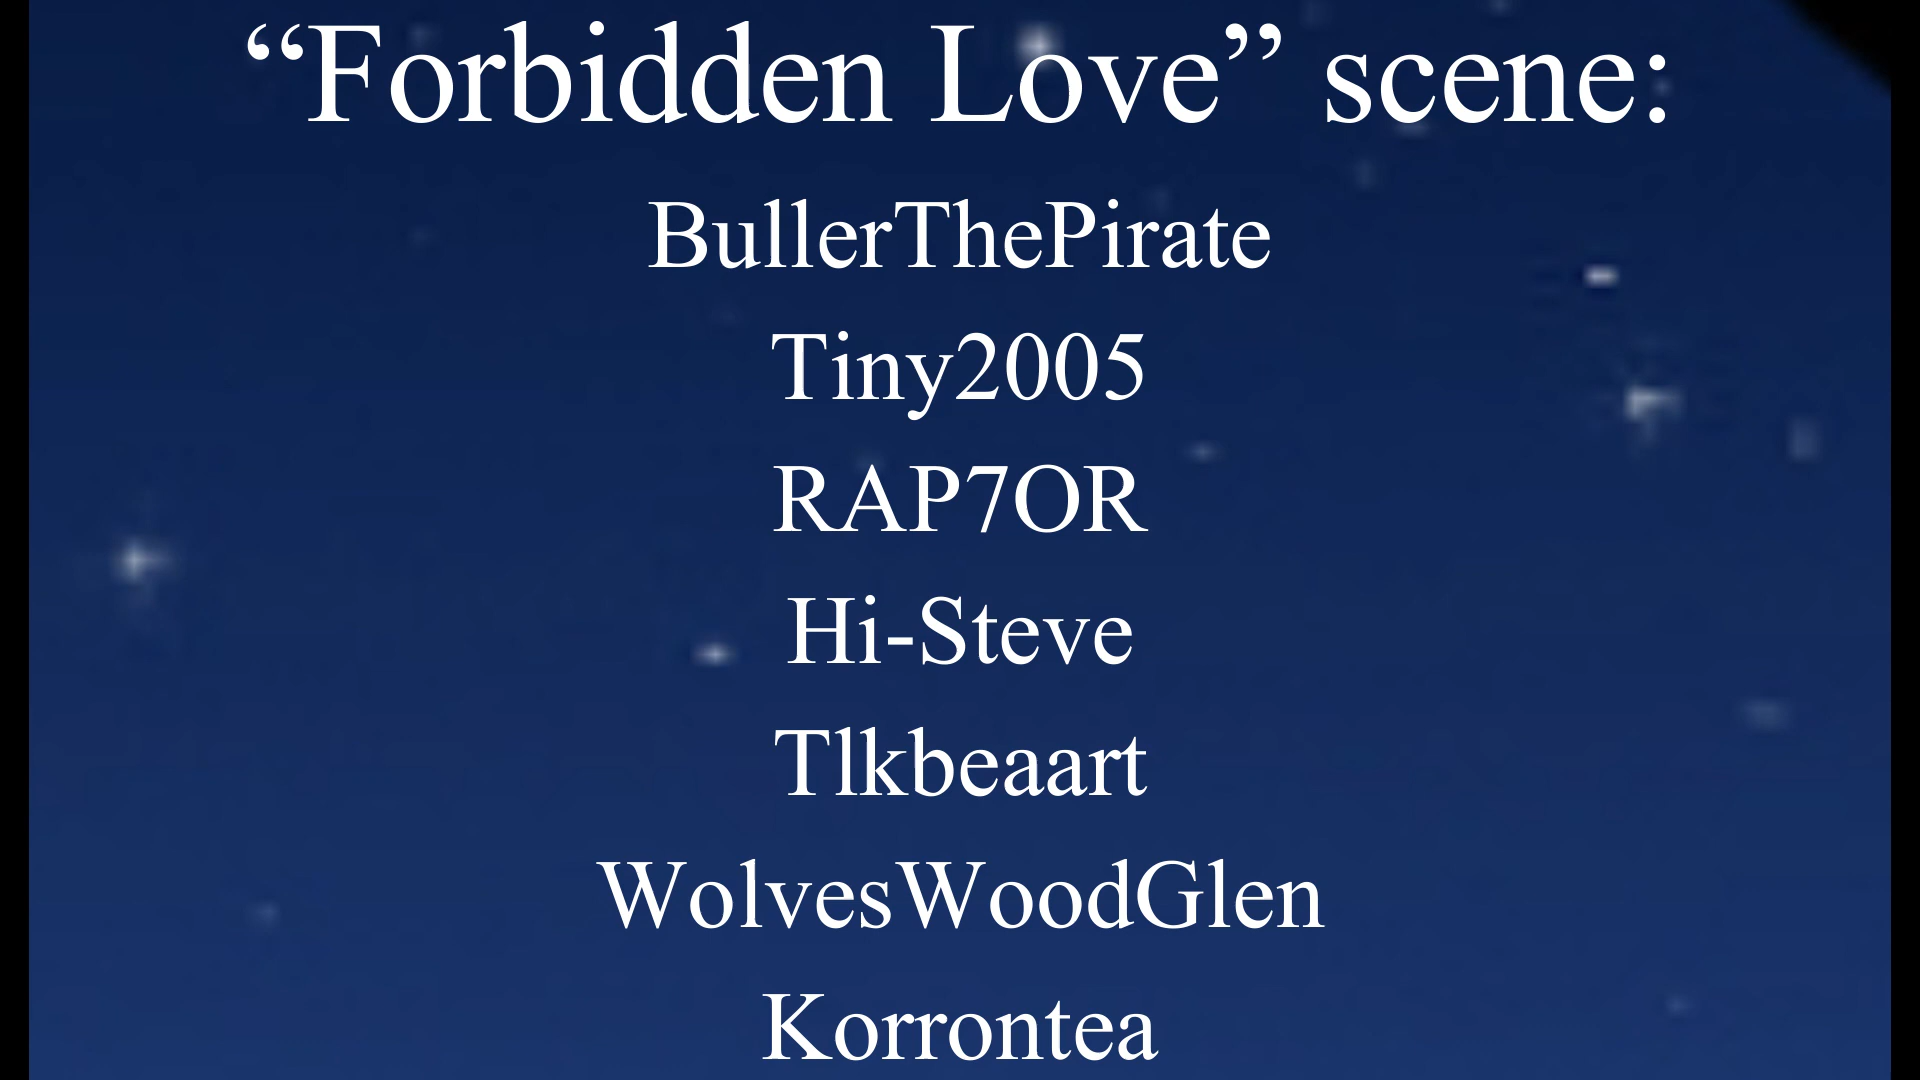 “Forbidden Love” scene:
BullerThePirate
Tiny2005
RAP7OR
Hi-Steve
Tlkbeaart
WolvesWoodGlen
Korrontea